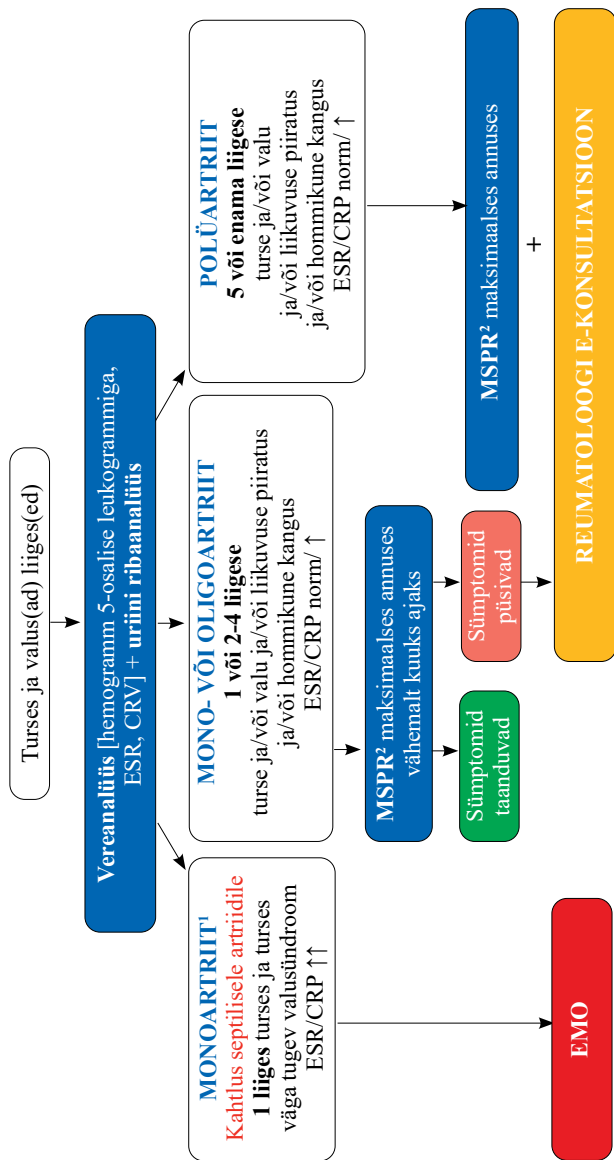 Turses ja valus(ad) liiges(ed)
Vereanalüüs [hemogramm 5-osalise leukogrammiga,
ESR, CRV] + uriini ribaanalüüs
MONOARTRIIT¹
Kahtlus septilisele artriidile
1 liiges turses ja turses
väga tugev valusündroom
ESR/CRP ↑↑
MONO- VÕI OLIGOARTRIIT
1 või 2-4 liigese
turse ja/või valu ja/või liikuvuse piiratus
ja/või hommikune kangus
ESR/CRP norm/ ↑
POLÜARTRIIT
5 või enama liigese
turse ja/või valu
ja/või liikuvuse piiratus
ja/või hommikune kangus
ESR/CRP norm/ ↑
MSPR² maksimaalses annuses
vähemalt kuuks ajaks
Sümptomid
taanduvad
Sümptomid
püsivad
MSPR² maksimaalses annuses
+
EMO
REUMATOLOOGI E-KONSULTATSIOON